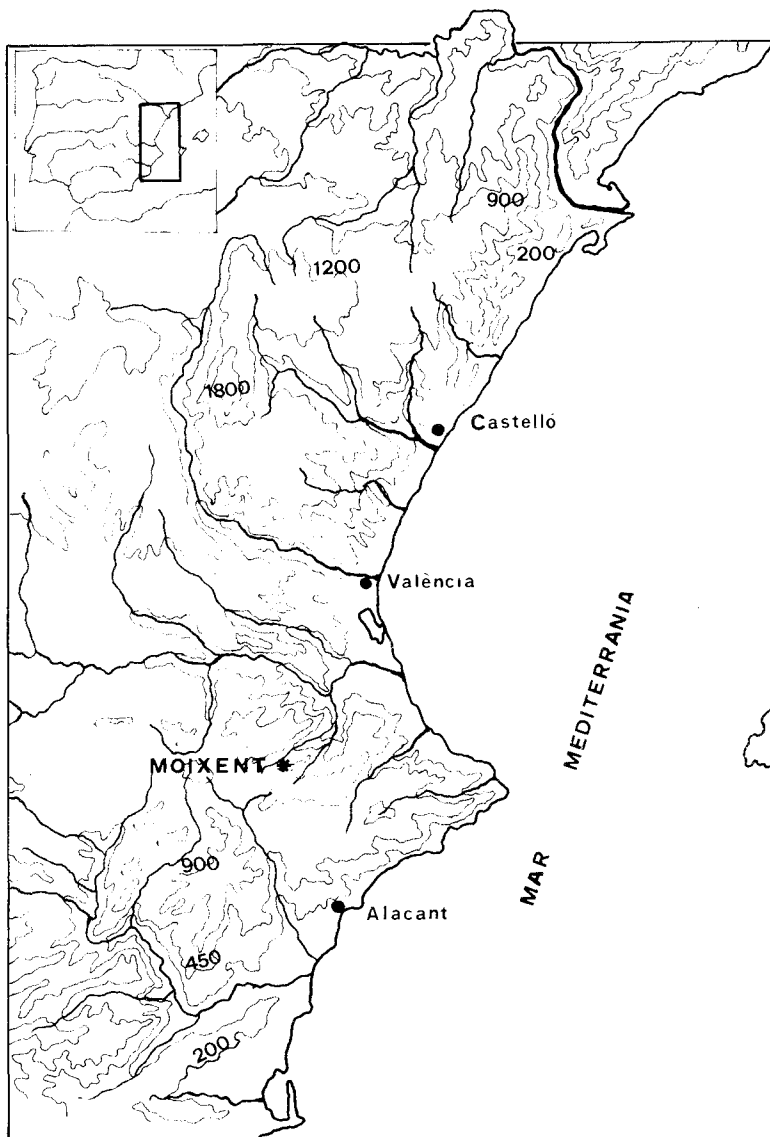 900
200
1200
1800
Castelló
València
MAR MEDITERRANIA
MOIXENT *
900
Alacant
450
200